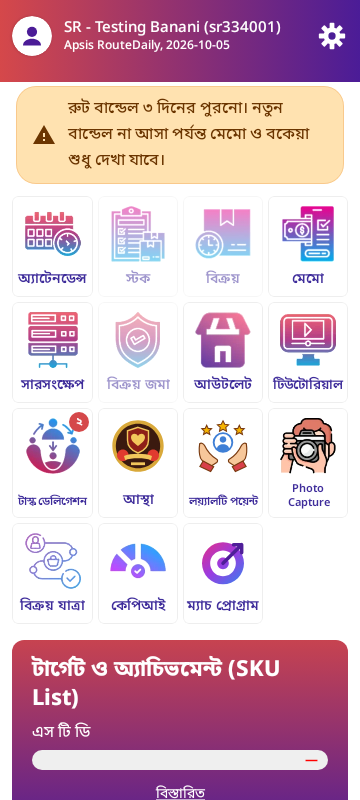 SR - Testing Banani (sr334001)
Apsis RouteDaily, 2026-10-05
রুট বান্ডেল ৩ দিনের পুরনো। নতুন
বান্ডেল না আসা পর্যন্ত মেমো ও বকেয়া
শুধু দেখা যাবে।
অ্যাটেনডেন্স
স্টক
বিক্রয়
মেমো
সারসংক্ষেপ
বিক্রয় জমা
আউটলেট
টিউটোরিয়াল
২
টাস্ক ডেলিগেশন
আস্থা
লয়্যালটি পয়েন্ট
Photo
Capture
বিক্রয় যাত্রা
কেপিআই
ম্যাচ প্রোগ্রাম
টার্গেট ও অ্যাচিভমেন্ট (SKU
List)
এস টি ডি
বিস্তারিত